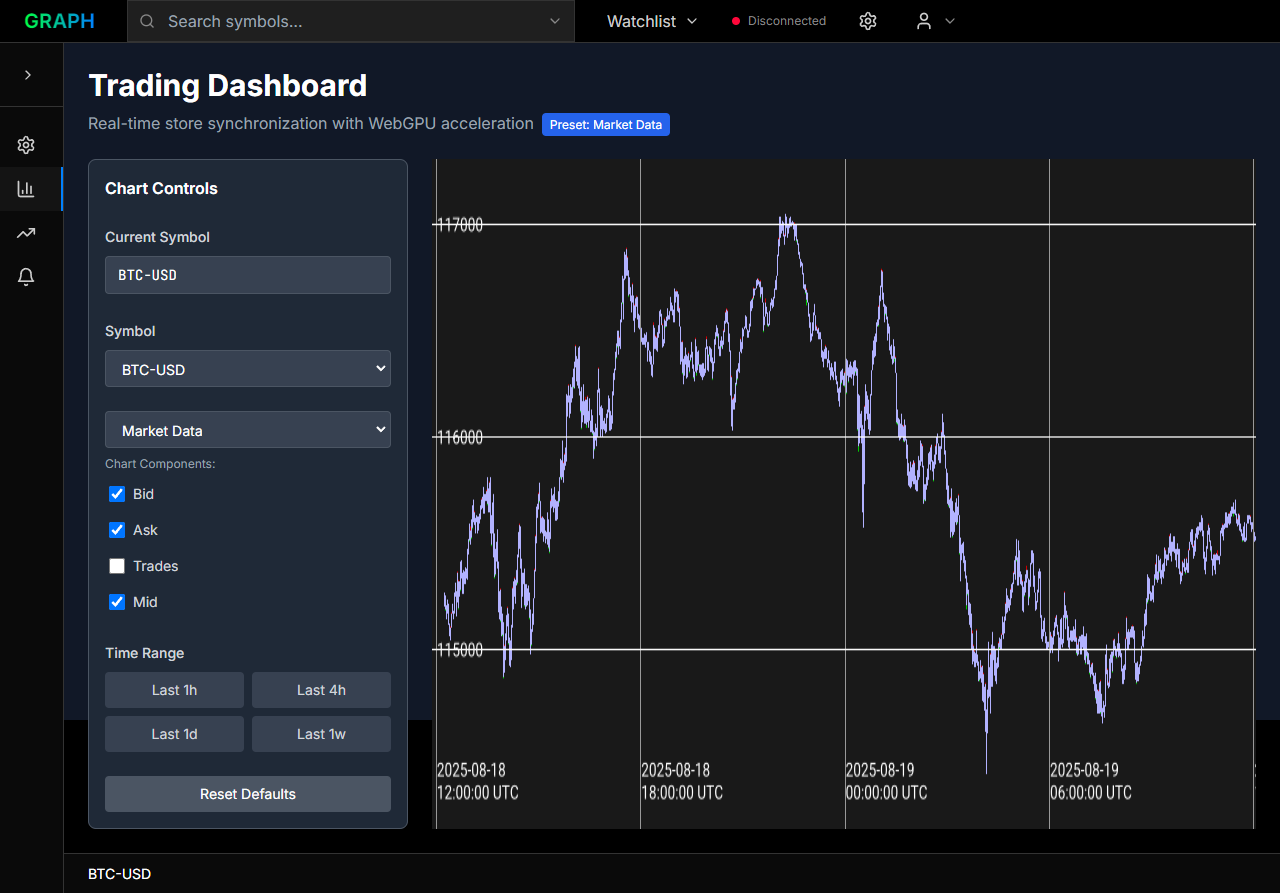 GRAPH
Search symbols...
Watchlist
Disconnected
Trading Dashboard
Real-time store synchronization with WebGPU acceleration
Preset: Market Data
Chart Controls
Current Symbol
BTC-USD
Symbol
BTC-USD
Market Data
Chart Components:
Bid
Ask
Trades
Mid
Time Range
Last 1h
Last 4h
Last 1d
Last 1w
Reset Defaults
117000
116000
115000
2025-08-18
12:00:00 UTC
2025-08-18
18:00:00 UTC
2025-08-19
00:00:00 UTC
2025-08-19
06:00:00 UTC
BTC-USD